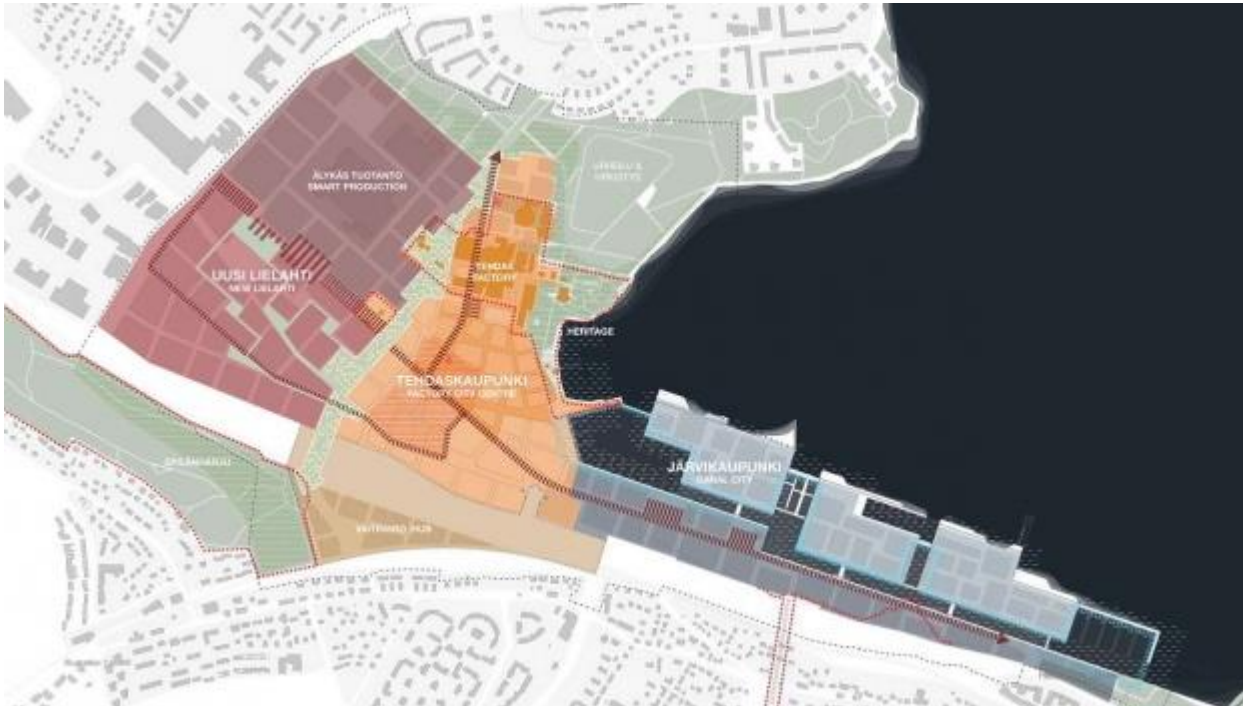 ÄLYKÄS TUOTANTO
SMART PRODUCTION
UUSI LIELAHTI
NEW LIELAHTI
TEHDAS
FACTORY
HERITAGE
TEHDASKAUPUNKI
FACTORY CITY CENTRE
JÄRVIKAUPUNKI
CANAL CITY